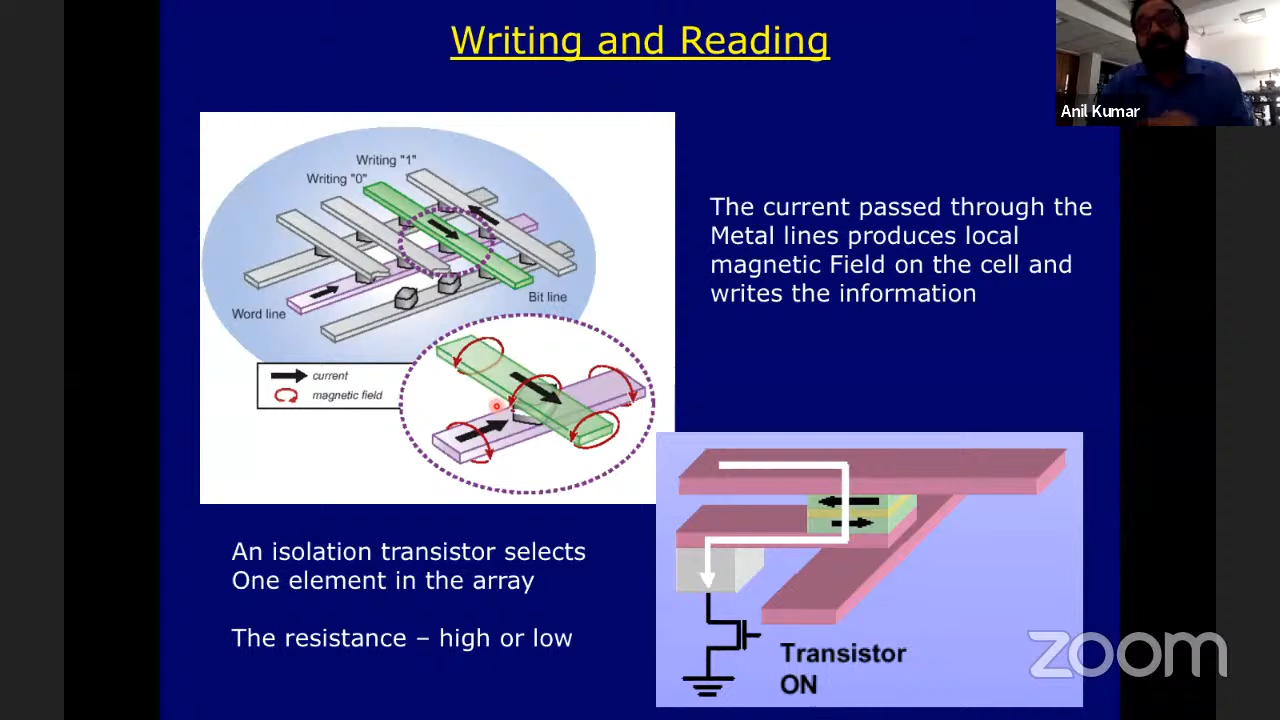 Writing and Reading
Anil Kumar
Writing "1"
Writing "0"
Bit line
Word line
current
magnetic field
The current passed through the
Metal lines produces local
magnetic Field on the cell and
writes the information
An isolation transistor selects
One element in the array
The resistance – high or low
Transistor
ON
zoom